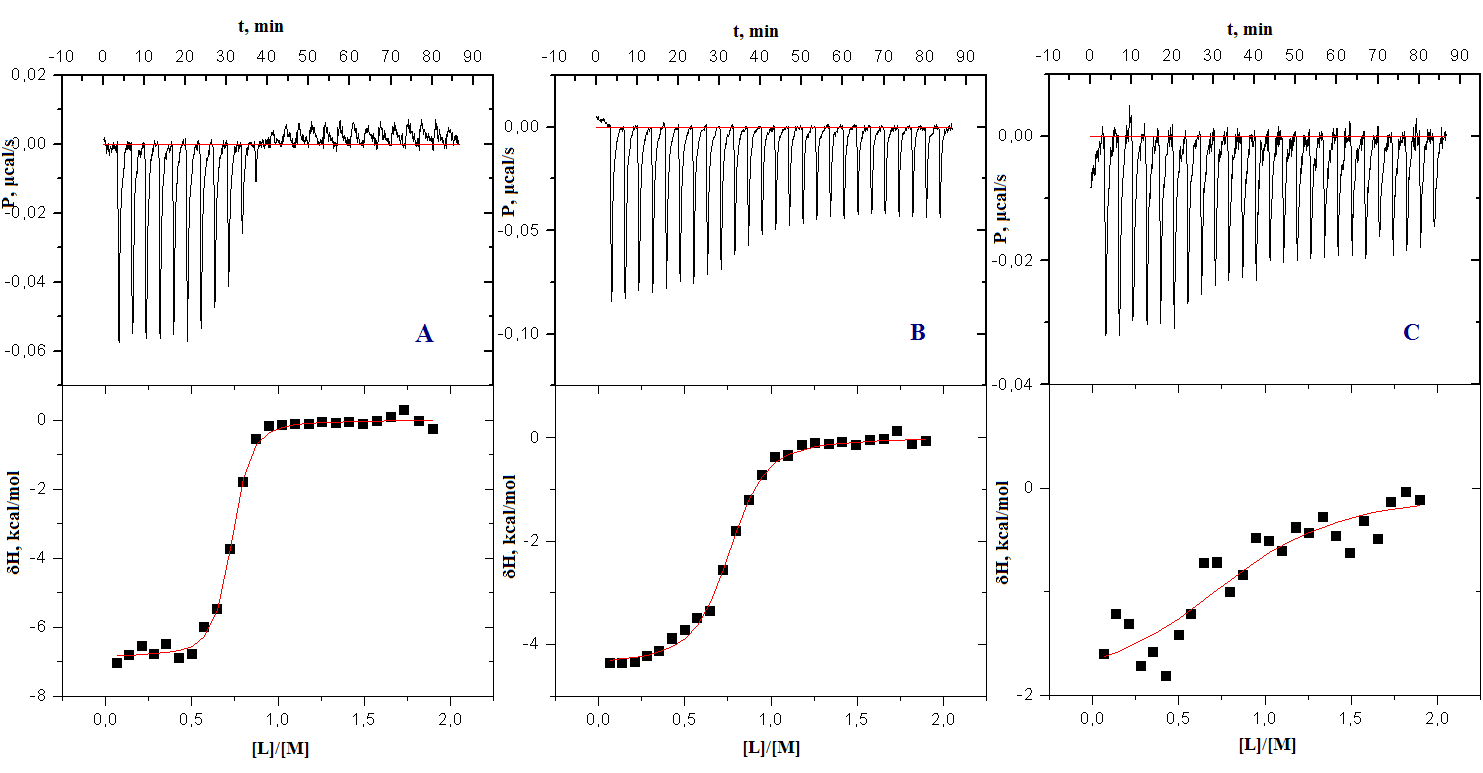 t, min
-10 0 10 20 30 40 50 60 70 80 90
0,02
0,00
-0,02
-0,04
-0,06
P, µcal/s
A
0
-2
-4
-6
-8
δH, kcal/mol
0,0 0,5 1,0 1,5 2,0
[L]/[M]
t, min
-10 0 10 20 30 40 50 60 70 80 90
0,00
-0,05
-0,10
P, µcal/s
B
0
-2
-4
δH, kcal/mol
0,0 0,5 1,0 1,5 2,0
[L]/[M]
t, min
-10 0 10 20 30 40 50 60 70 80 90
0,00
-0,02
-0,04
P, µcal/s
C
0
-2
δH, kcal/mol
0,0 0,5 1,0 1,5 2,0
[L]/[M]